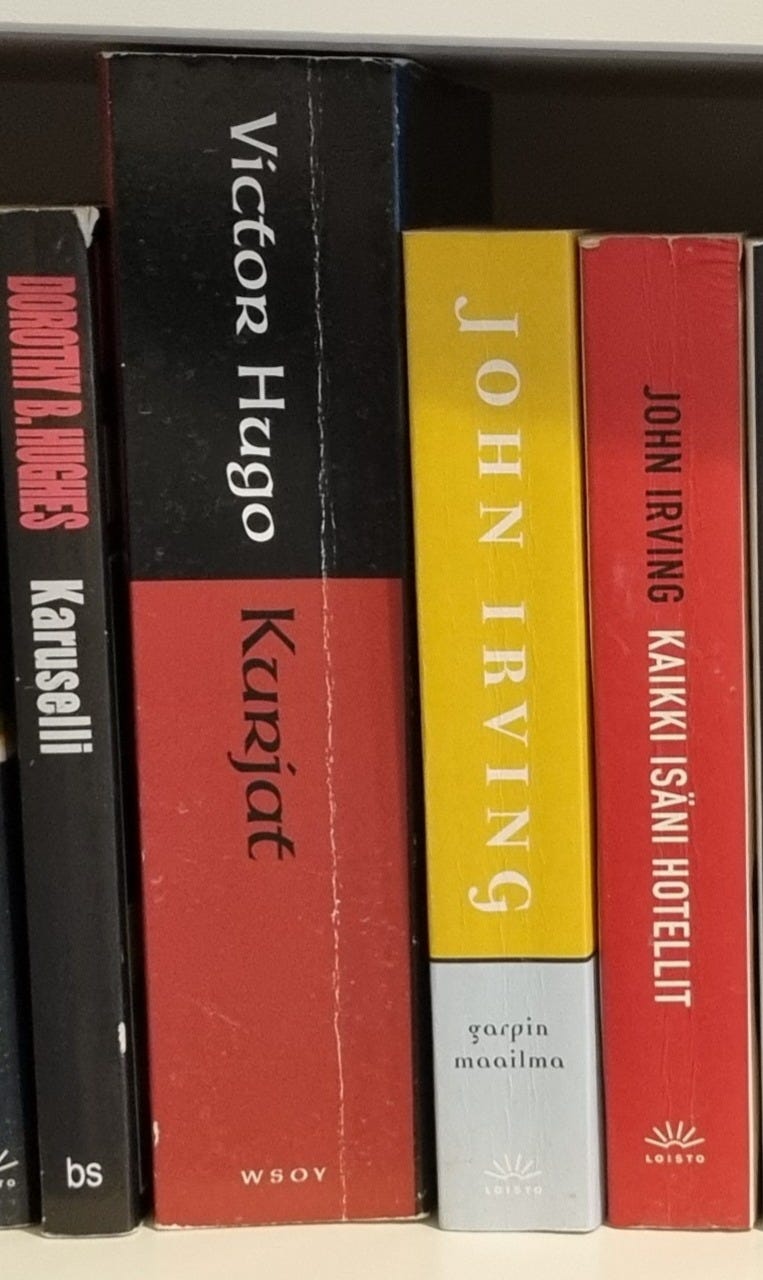 DOROTHY B. HUGHES Karuselli
bs
Victor Hugo Kurjat
WSOY
JOHN IRVING
garpin
maailma
LOISTO
JOHN IRVING KAIKKI ISÄNI HOTELLIT
LOISTO